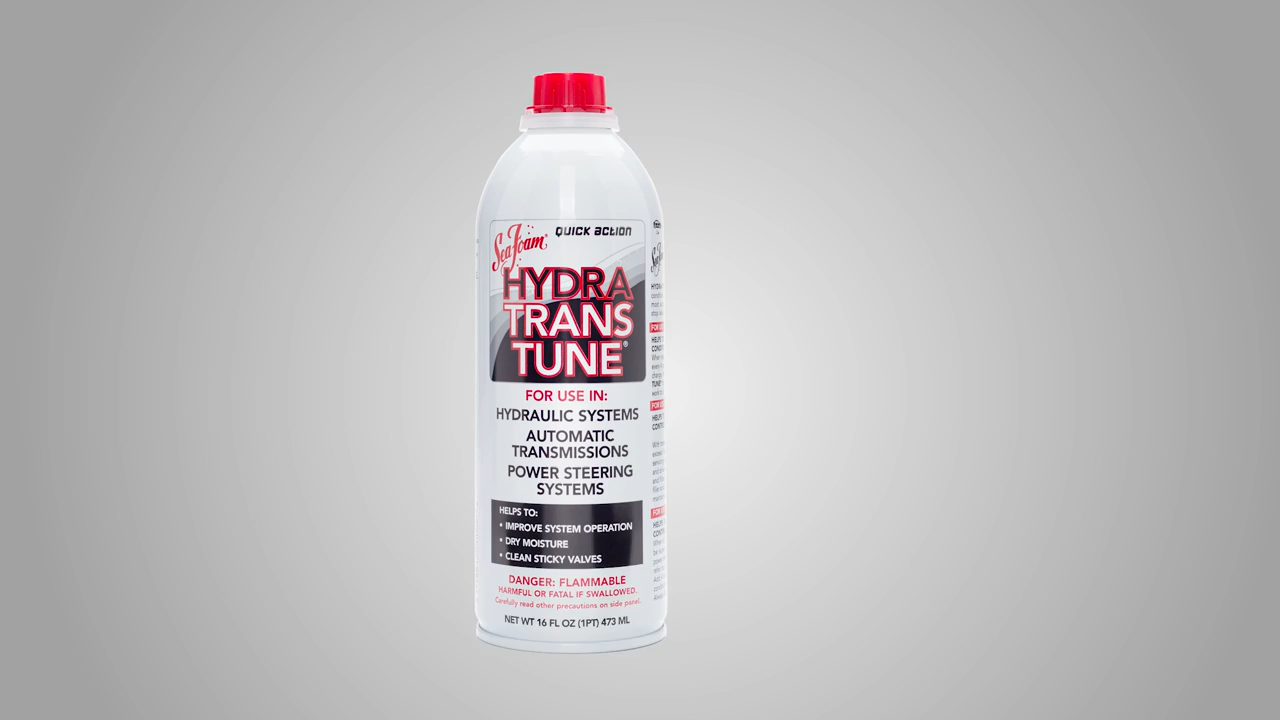 Sea Foam® QUICK ACTION
HYDRA
TRANS
TUNE®
FOR USE IN:
HYDRAULIC SYSTEMS
AUTOMATIC
TRANSMISSIONS
POWER STEERING
SYSTEMS
HELPS TO:
• IMPROVE SYSTEM OPERATION
• DRY MOISTURE
• CLEAN STICKY VALVES
DANGER: FLAMMABLE
HARMFUL OR FATAL IF SWALLOWED.
Carefully read other precautions on side panel.
NET WT 16 FL OZ (1PT) 473 ML